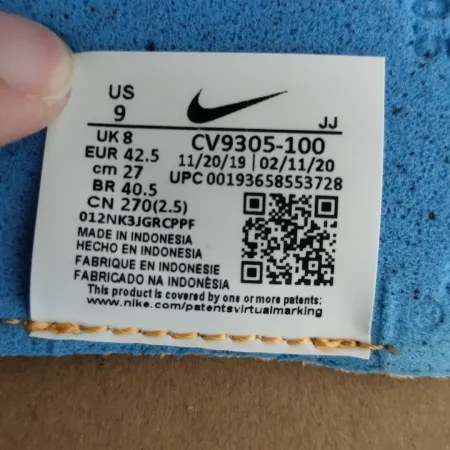 US
9
JJ
UK 8
CV9305-100
EUR 42.5
11/20/19 | 02/11/20
cm 27
UPC 00193658553728
BR 40.5
CN 270(2.5)
012NK3JGRCPPF
MADE IN INDONESIA
HECHO EN INDONESIA
FABRIQUE EN INDONESIE
FABRICADO NA INDONÉSIA
This product is covered by one or more patents:
www.nike.com/patentsvirtualmarking